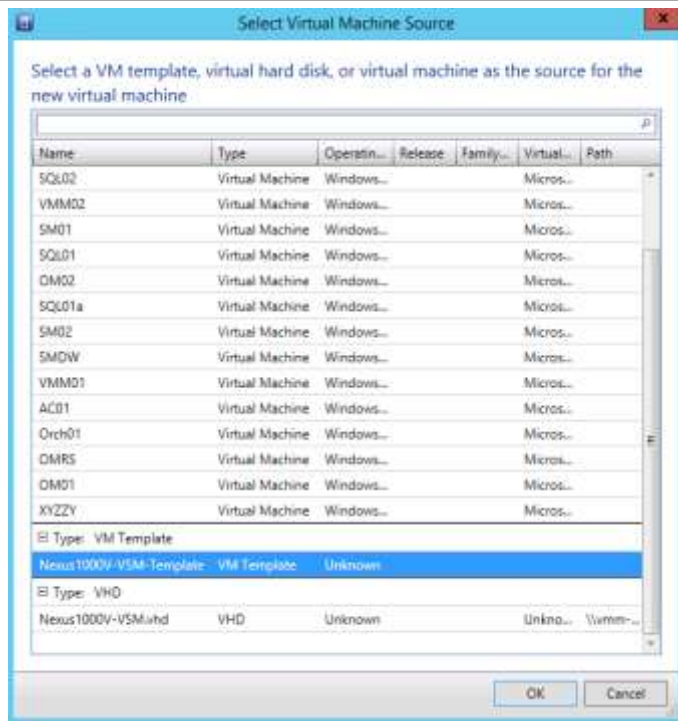 Select Virtual Machine Source
x
Select a VM template, virtual hard disk, or virtual machine as the source for the
new virtual machine
Name Type Operatin... Release Family... Virtual... Path
SQL02 Virtual Machine Windows... Micros...
VMM02 Virtual Machine Windows... Micros...
SM01 Virtual Machine Windows... Micros...
SQL01 Virtual Machine Windows... Micros...
OM02 Virtual Machine Windows... Micros...
SQL01a Virtual Machine Windows... Micros...
SM02 Virtual Machine Windows... Micros...
SMDW Virtual Machine Windows... Micros...
VMM01 Virtual Machine Windows... Micros...
AC01 Virtual Machine Windows... Micros...
Orch01 Virtual Machine Windows... Micros...
OMRS Virtual Machine Windows... Micros...
OM01 Virtual Machine Windows... Micros...
XYZZY Virtual Machine Windows... Micros...
Type: VM Template
Nexus1000V-VSM-Template VM Template Unknown
Type: VHD
Nexus1000V-VSM.vhd VHD Unknown Unkno... \\vmm-...
OK Cancel